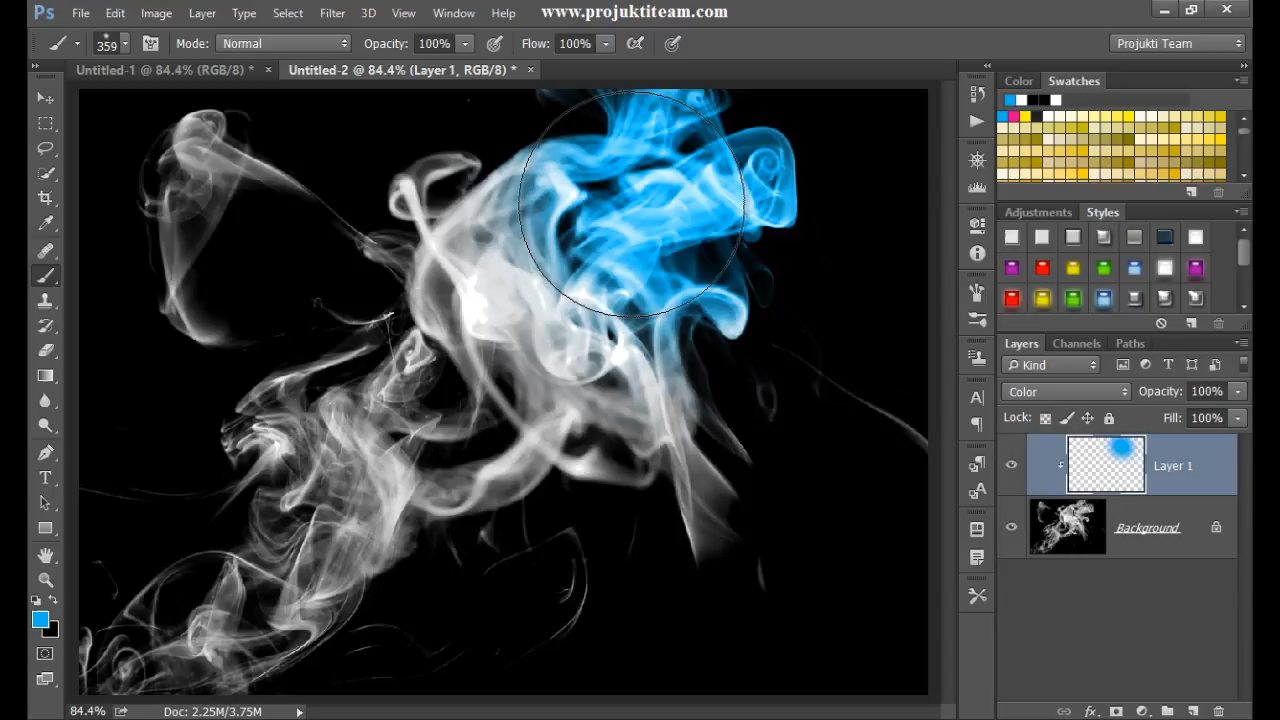 Ps File Edit Image Layer Type Select Filter 3D View Window Help www.projuktiteam.com
359 Mode: Normal Opacity: 100% Flow: 100% Projukti Team
Untitled-1 @ 84.4% (RGB/8) * × Untitled-2 @ 84.4% (Layer 1, RGB/8) * ×
Color Swatches
Adjustments Styles
Layers Channels Paths
Kind
Color Opacity: 100%
Lock: Fill: 100%
Layer 1
Background
84.4% Doc: 2.25M/3.75M